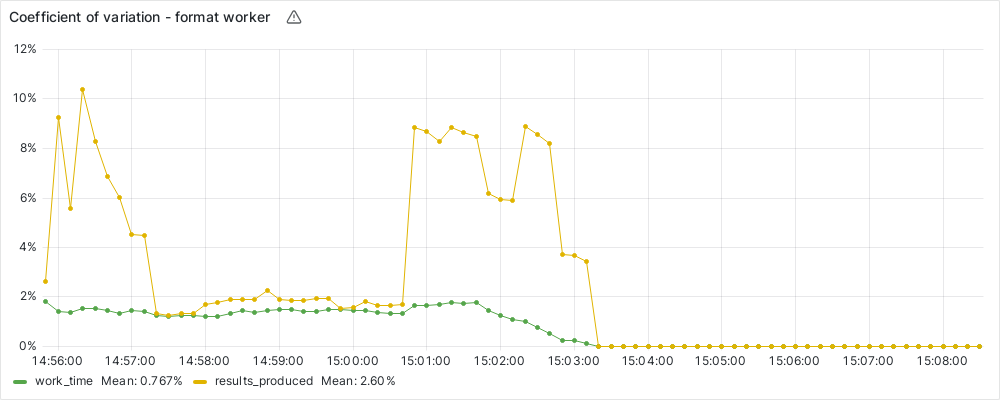 Coefficient of variation - format worker
12%
10%
8%
6%
4%
2%
0%
14:56:00 14:57:00 14:58:00 14:59:00 15:00:00 15:01:00 15:02:00 15:03:00 15:04:00 15:05:00 15:06:00 15:07:00 15:08:00
work_time Mean: 0.767% results_produced Mean: 2.60%